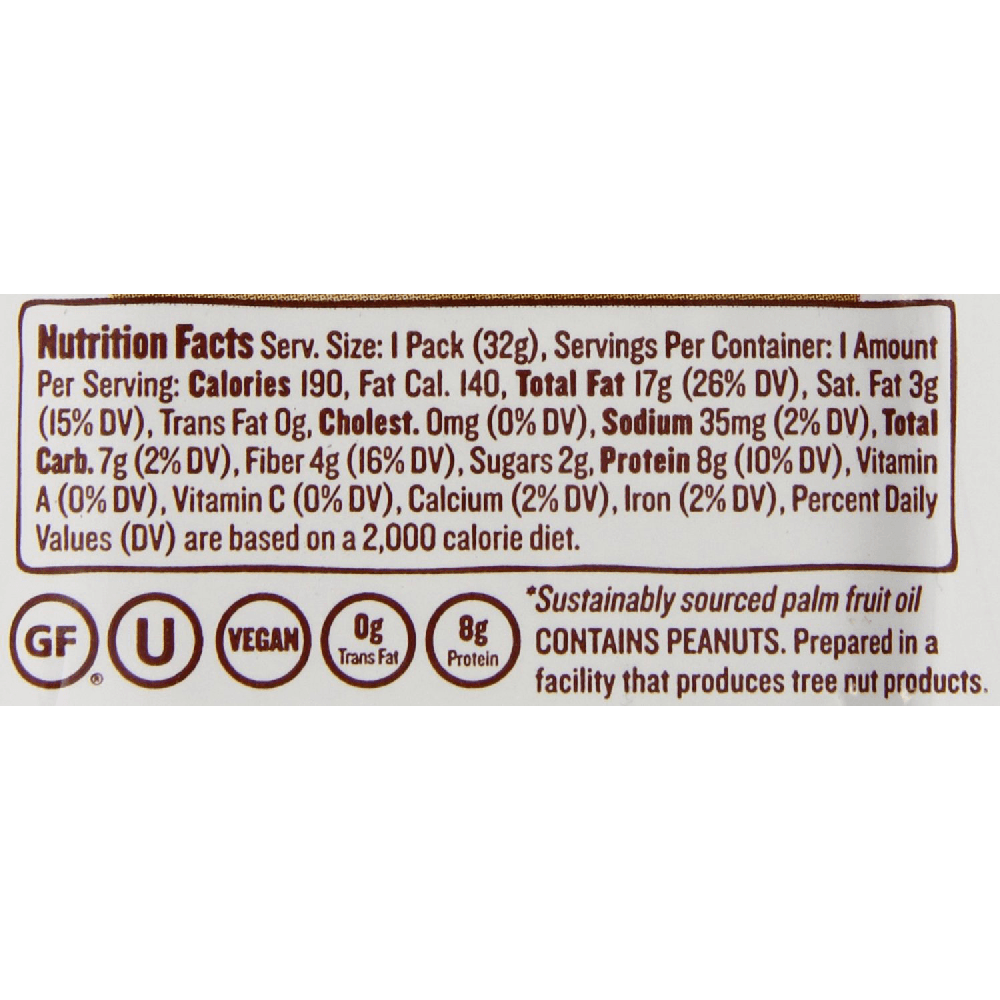 Nutrition Facts Serv. Size: 1 Pack (32g), Servings Per Container: 1 Amount
Per Serving: Calories 190, Fat Cal. 140, Total Fat 17g (26% DV), Sat. Fat 3g
(15% DV), Trans Fat 0g, Cholest. 0mg (0% DV), Sodium 35mg (2% DV), Total
Carb. 7g (2% DV), Fiber 4g (16% DV), Sugars 2g, Protein 8g (10% DV), Vitamin
A (0% DV), Vitamin C (0% DV), Calcium (2% DV), Iron (2% DV), Percent Daily
Values (DV) are based on a 2,000 calorie diet.
GF ®
U
VEGAN
0g
Trans Fat
8g
Protein
*Sustainably sourced palm fruit oil
CONTAINS PEANUTS. Prepared in a
facility that produces tree nut products.